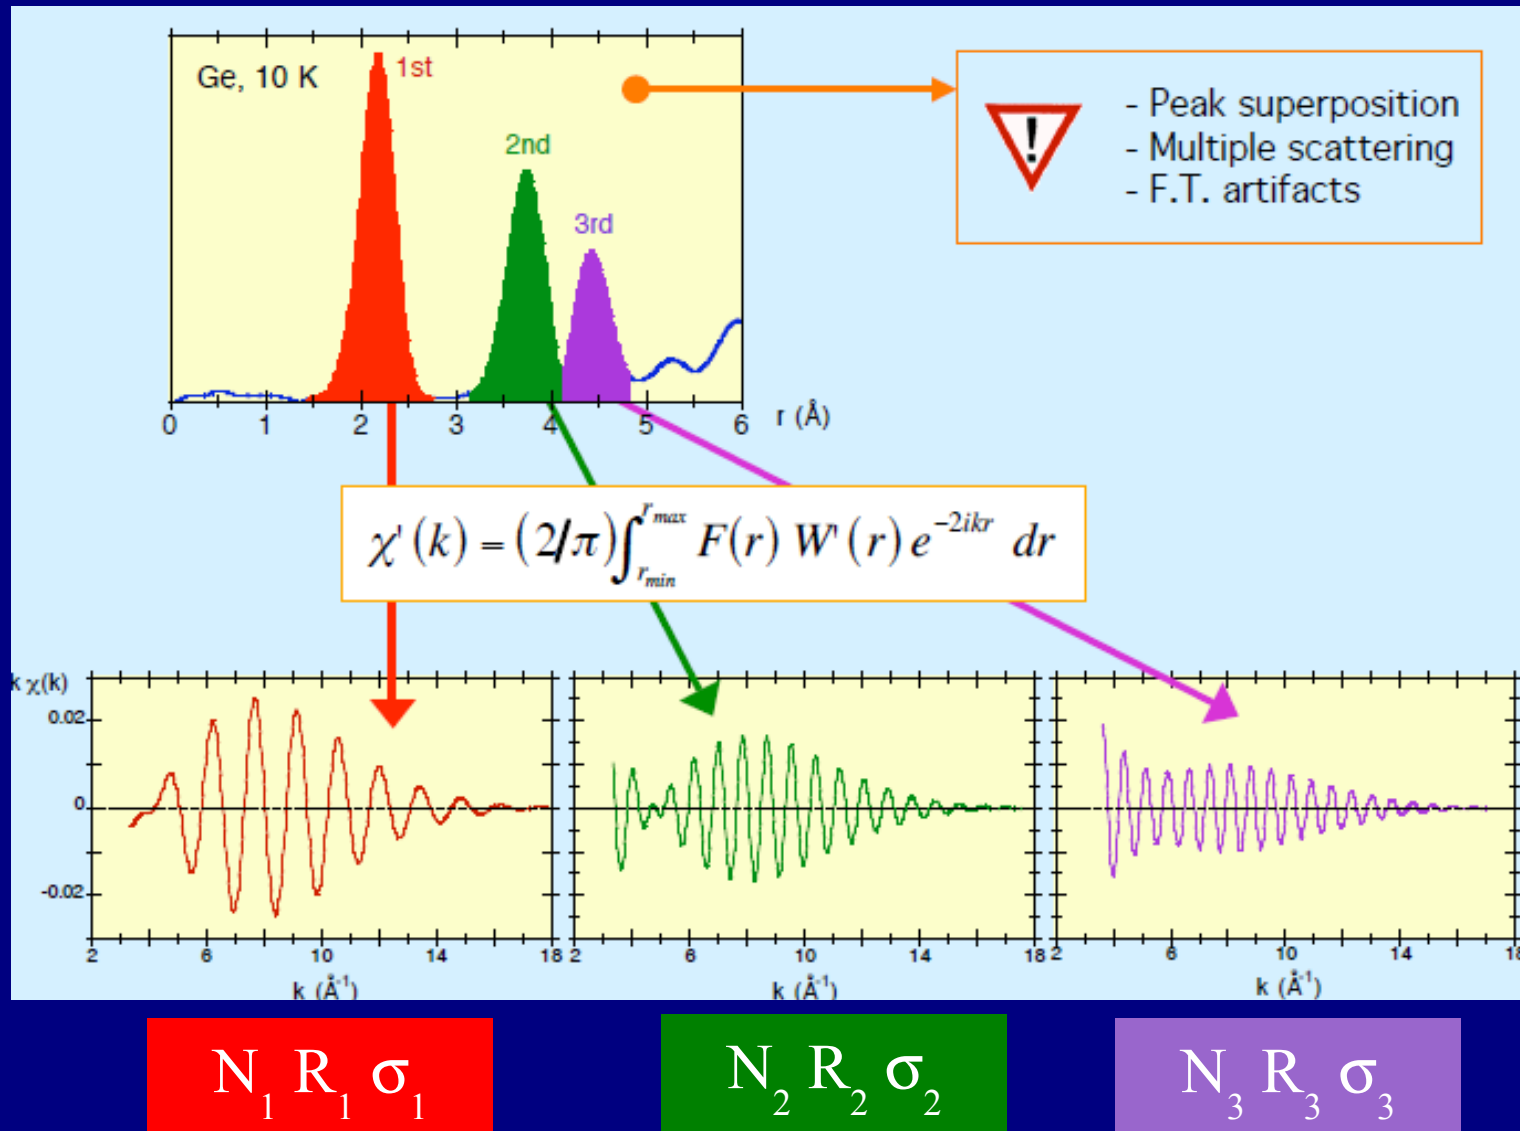 Ge, 10 K
1st
2nd
3rd
- Peak superposition
- Multiple scattering
- F.T. artifacts
!
0 1 2 3 4 5 6 r (Å)
χ'(k) = (2/π)∫_{r_min}^{r_max} F(r) W'(r) e^{-2ikr} dr
k χ(k)
0.02
0
-0.02
2 6 10 14 18
2 6 10 14 18
2 6 10 14 18
k (Å⁻¹)
k (Å⁻¹)
k (Å⁻¹)
N₁ R₁ σ₁
N₂ R₂ σ₂
N₃ R₃ σ₃